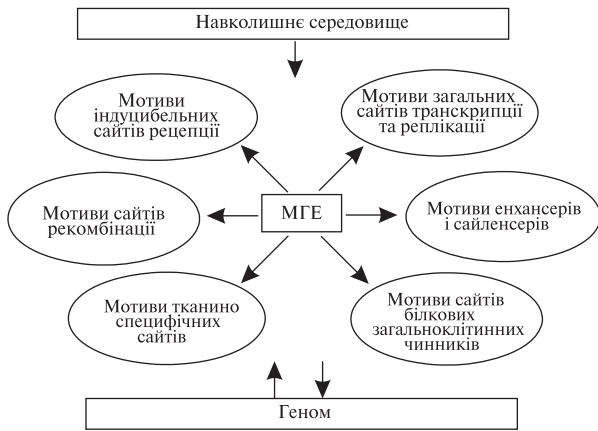 Навколишнє середовище
Мотиви
індуцибельних
сайтів рецепції
Мотиви загальних
сайтів транскрипції
та реплікації
Мотиви сайтів
рекомбінації
МГЕ
Мотиви енхансерів
і сайленсерів
Мотиви тканино
специфічних
сайтів
Мотиви сайтів
білкових
загальноклітинних
чинників
Геном